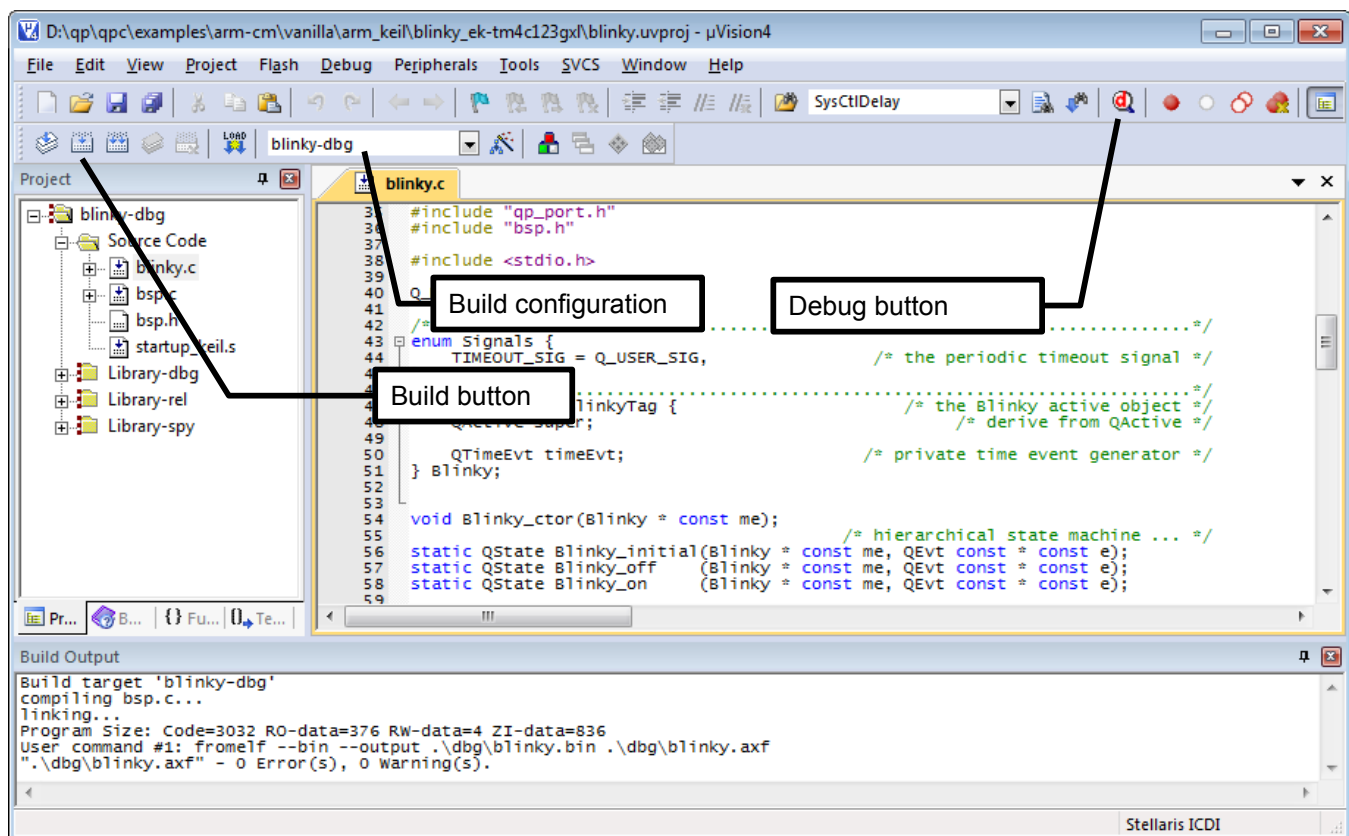 D:\qp\qpc\examples\arm-cm\vanilla\arm_keil\blinky_ek-tm4c123gxl\blinky.uvproj - µVision4
File Edit View Project Flash Debug Peripherals Tools SVCS Window Help
SysCtlDelay
LOAD blinky-dbg
Project
blinky-dbg
Source Code
blinky.c
bsp.c
bsp.h
startup_keil.s
Library-dbg
Library-rel
Library-spy
Pr... B... {} Fu... Te...
blinky.c
35 #include "qp_port.h"
36 #include "bsp.h"
37
38 #include <stdio.h>
39
40 Q_
41
42 /* ..............................*/
43 enum Signals {
44 TIMEOUT_SIG = Q_USER_SIG, /* the periodic timeout signal */
..............................*/
linkyTag { /* the Blinky active object */
48 QActive super; /* derive from QActive */
49
50 QTimeEvt timeEvt; /* private time event generator */
51 } Blinky;
52
53
54 void Blinky_ctor(Blinky * const me);
55 /* hierarchical state machine ... */
56 static QState Blinky_initial(Blinky * const me, QEvt const * const e);
57 static QState Blinky_off (Blinky * const me, QEvt const * const e);
58 static QState Blinky_on (Blinky * const me, QEvt const * const e);
59
Build configuration
Debug button
Build button
Build Output
Build target 'blinky-dbg'
compiling bsp.c...
linking...
Program Size: Code=3032 RO-data=376 RW-data=4 ZI-data=836
User command #1: fromelf --bin --output .\dbg\blinky.bin .\dbg\blinky.axf
".\dbg\blinky.axf" - 0 Error(s), 0 Warning(s).
Stellaris ICDI